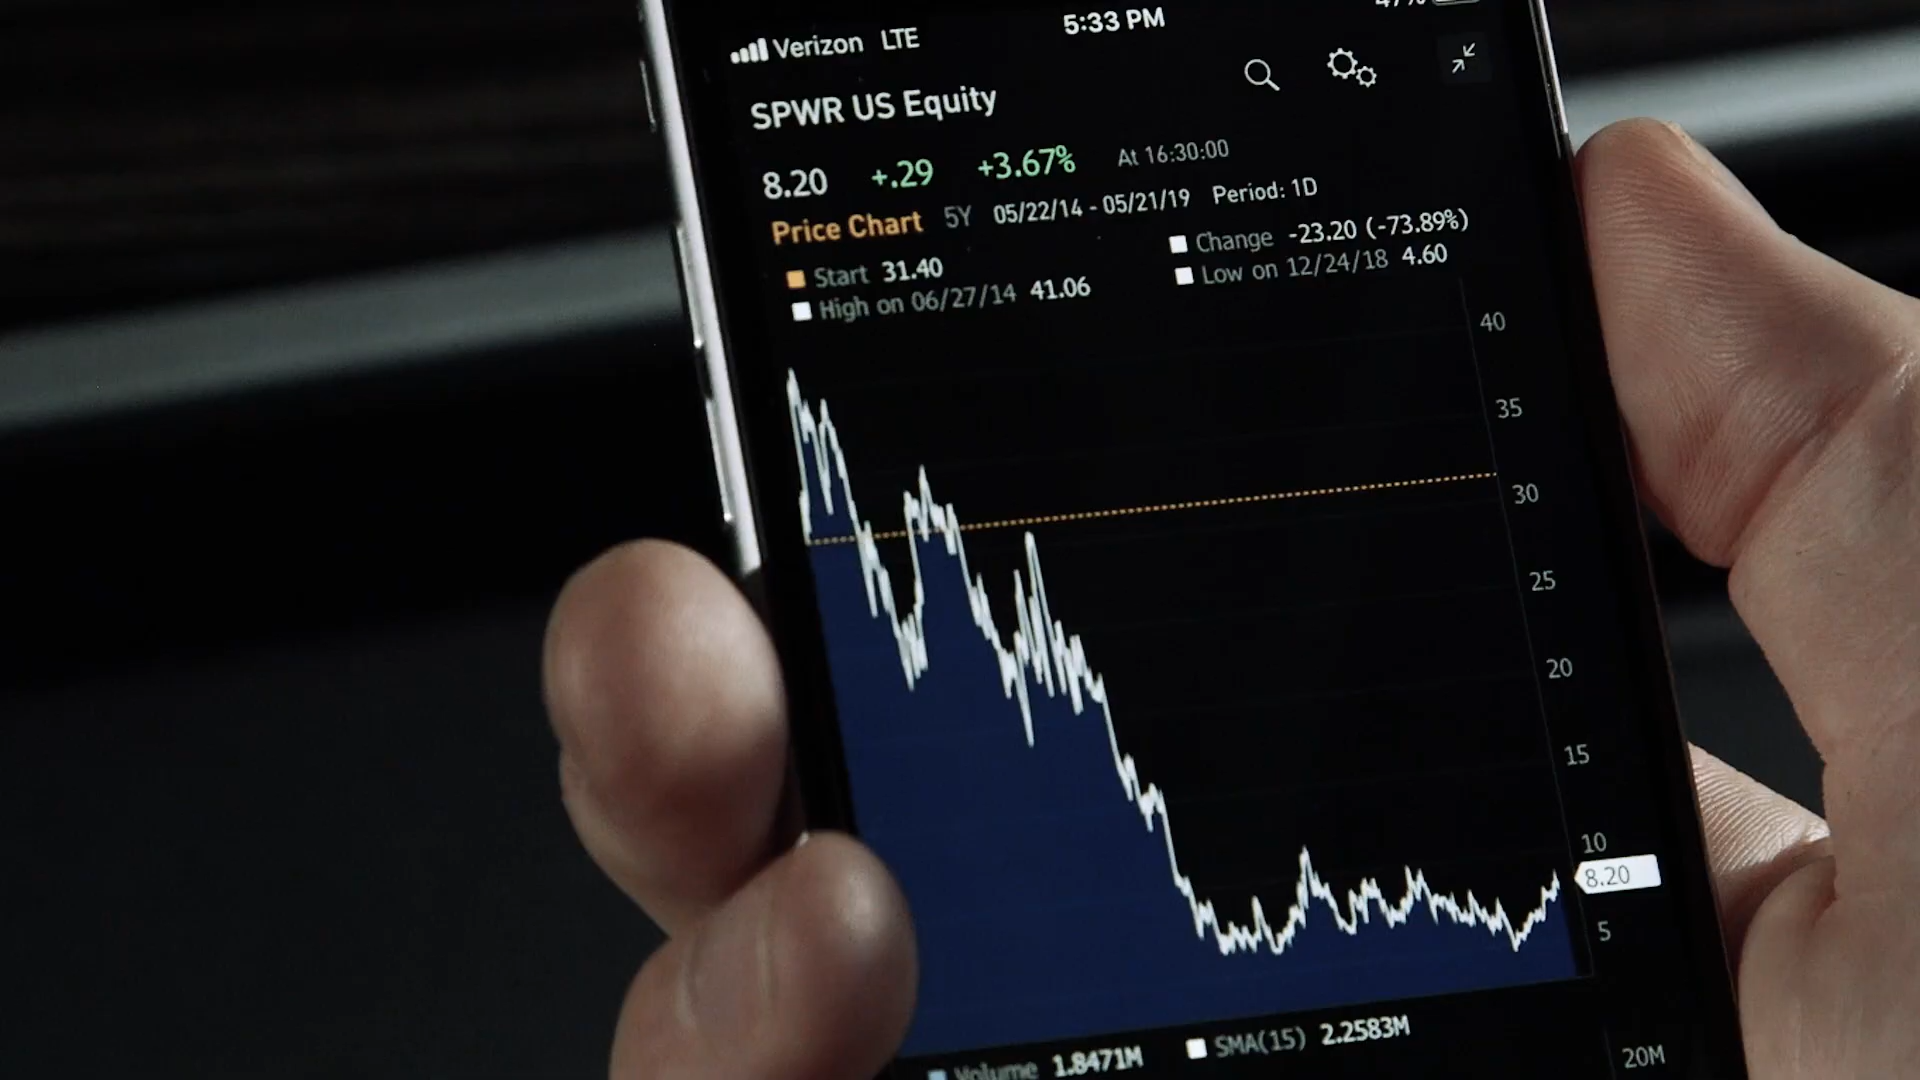 Verizon LTE 5:33 PM 47%
SPWR US Equity
8.20 +.29 +3.67% At 16:30:00
Price Chart 5Y 05/22/14 - 05/21/19 Period: 1D
Start 31.40 Change -23.20 (-73.89%)
High on 06/27/14 41.06 Low on 12/24/18 4.60
40
35
30
25
20
15
10
8.20
5
Volume 1.8471M SMA(15) 2.2583M
20M